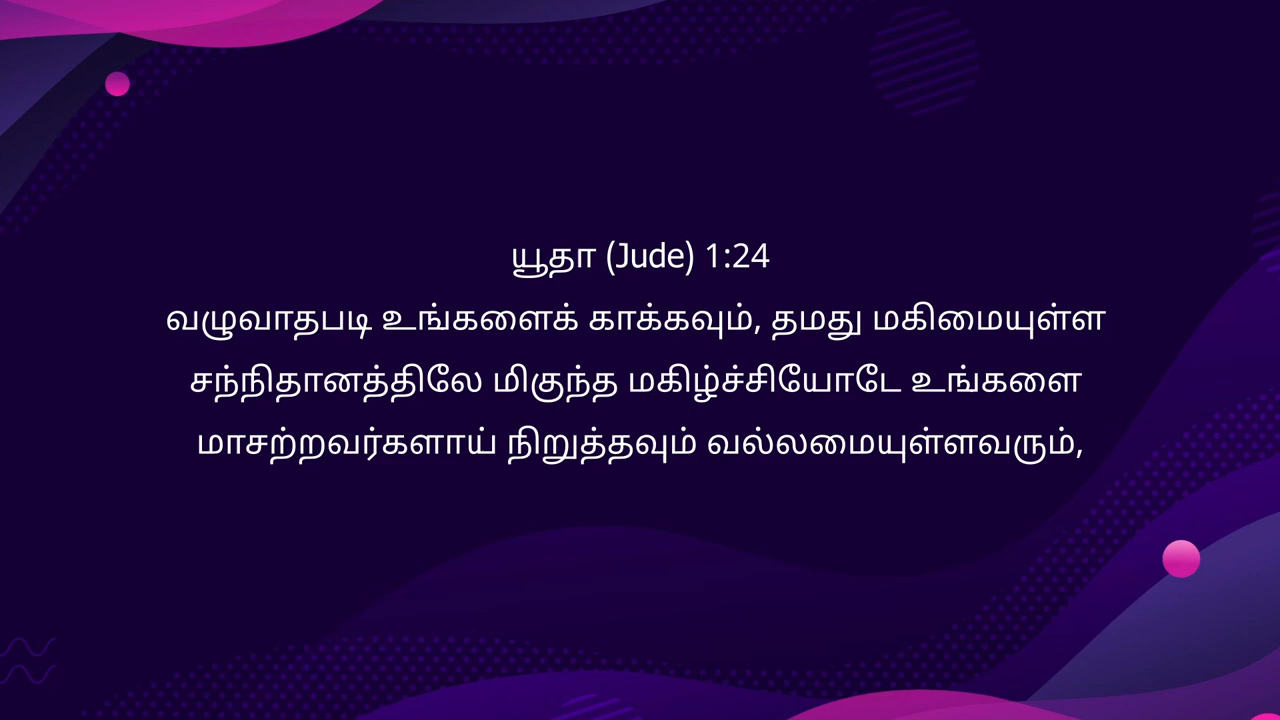 யூதா (Jude) 1:24
வழுவாதபடி உங்களைக் காக்கவும், தமது மகிமையுள்ள
சந்நிதானத்திலே மிகுந்த மகிழ்ச்சியோடே உங்களை
மாசற்றவர்களாய் நிறுத்தவும் வல்லமையுள்ளவரும்,